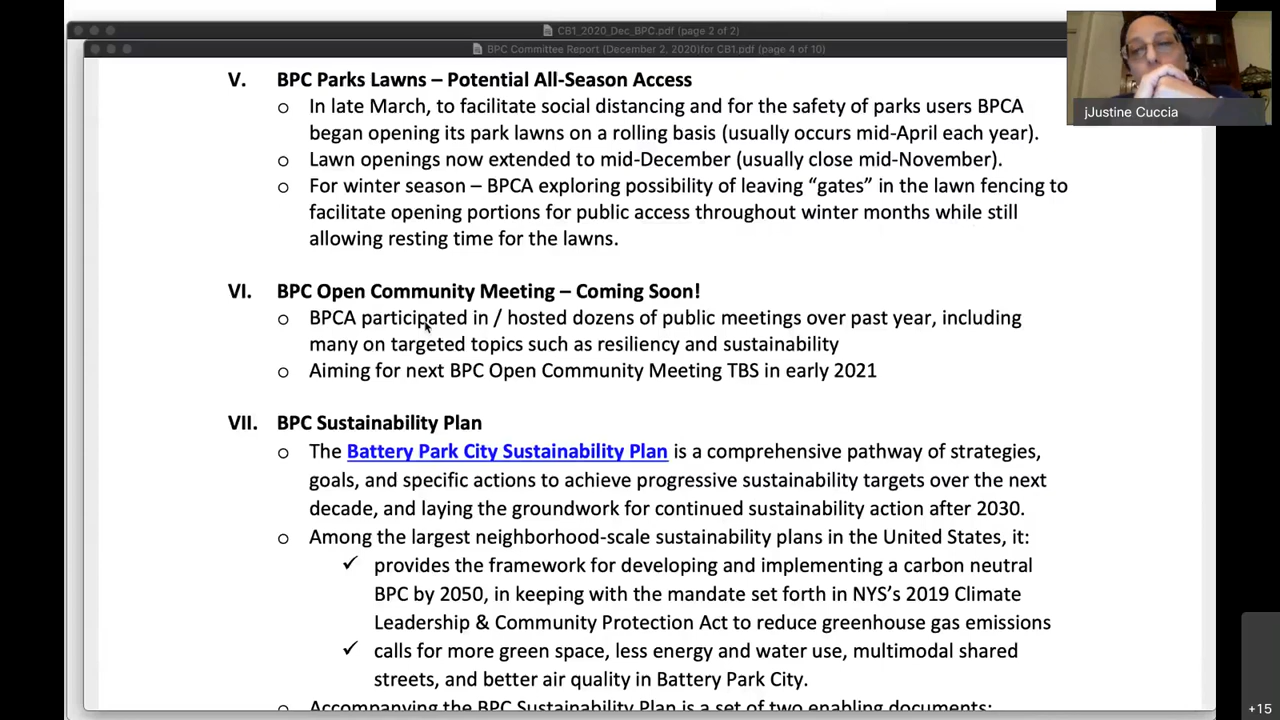 CB1_2020_Dec_BPC.pdf (page 2 of 2)
BPC Committee Report (December 2, 2020)for CB1.pdf (page 4 of 10)
jJustine Cuccia
V. BPC Parks Lawns – Potential All-Season Access
o In late March, to facilitate social distancing and for the safety of parks users BPCA
began opening its park lawns on a rolling basis (usually occurs mid-April each year).
o Lawn openings now extended to mid-December (usually close mid-November).
o For winter season – BPCA exploring possibility of leaving “gates” in the lawn fencing to
facilitate opening portions for public access throughout winter months while still
allowing resting time for the lawns.
VI. BPC Open Community Meeting – Coming Soon!
o BPCA participated in / hosted dozens of public meetings over past year, including
many on targeted topics such as resiliency and sustainability
o Aiming for next BPC Open Community Meeting TBS in early 2021
VII. BPC Sustainability Plan
o The Battery Park City Sustainability Plan is a comprehensive pathway of strategies,
goals, and specific actions to achieve progressive sustainability targets over the next
decade, and laying the groundwork for continued sustainability action after 2030.
o Among the largest neighborhood-scale sustainability plans in the United States, it:
✓ provides the framework for developing and implementing a carbon neutral
BPC by 2050, in keeping with the mandate set forth in NYS’s 2019 Climate
Leadership & Community Protection Act to reduce greenhouse gas emissions
✓ calls for more green space, less energy and water use, multimodal shared
streets, and better air quality in Battery Park City.
o Accompanying the BPC Sustainability Plan is a set of two enabling documents:
+15